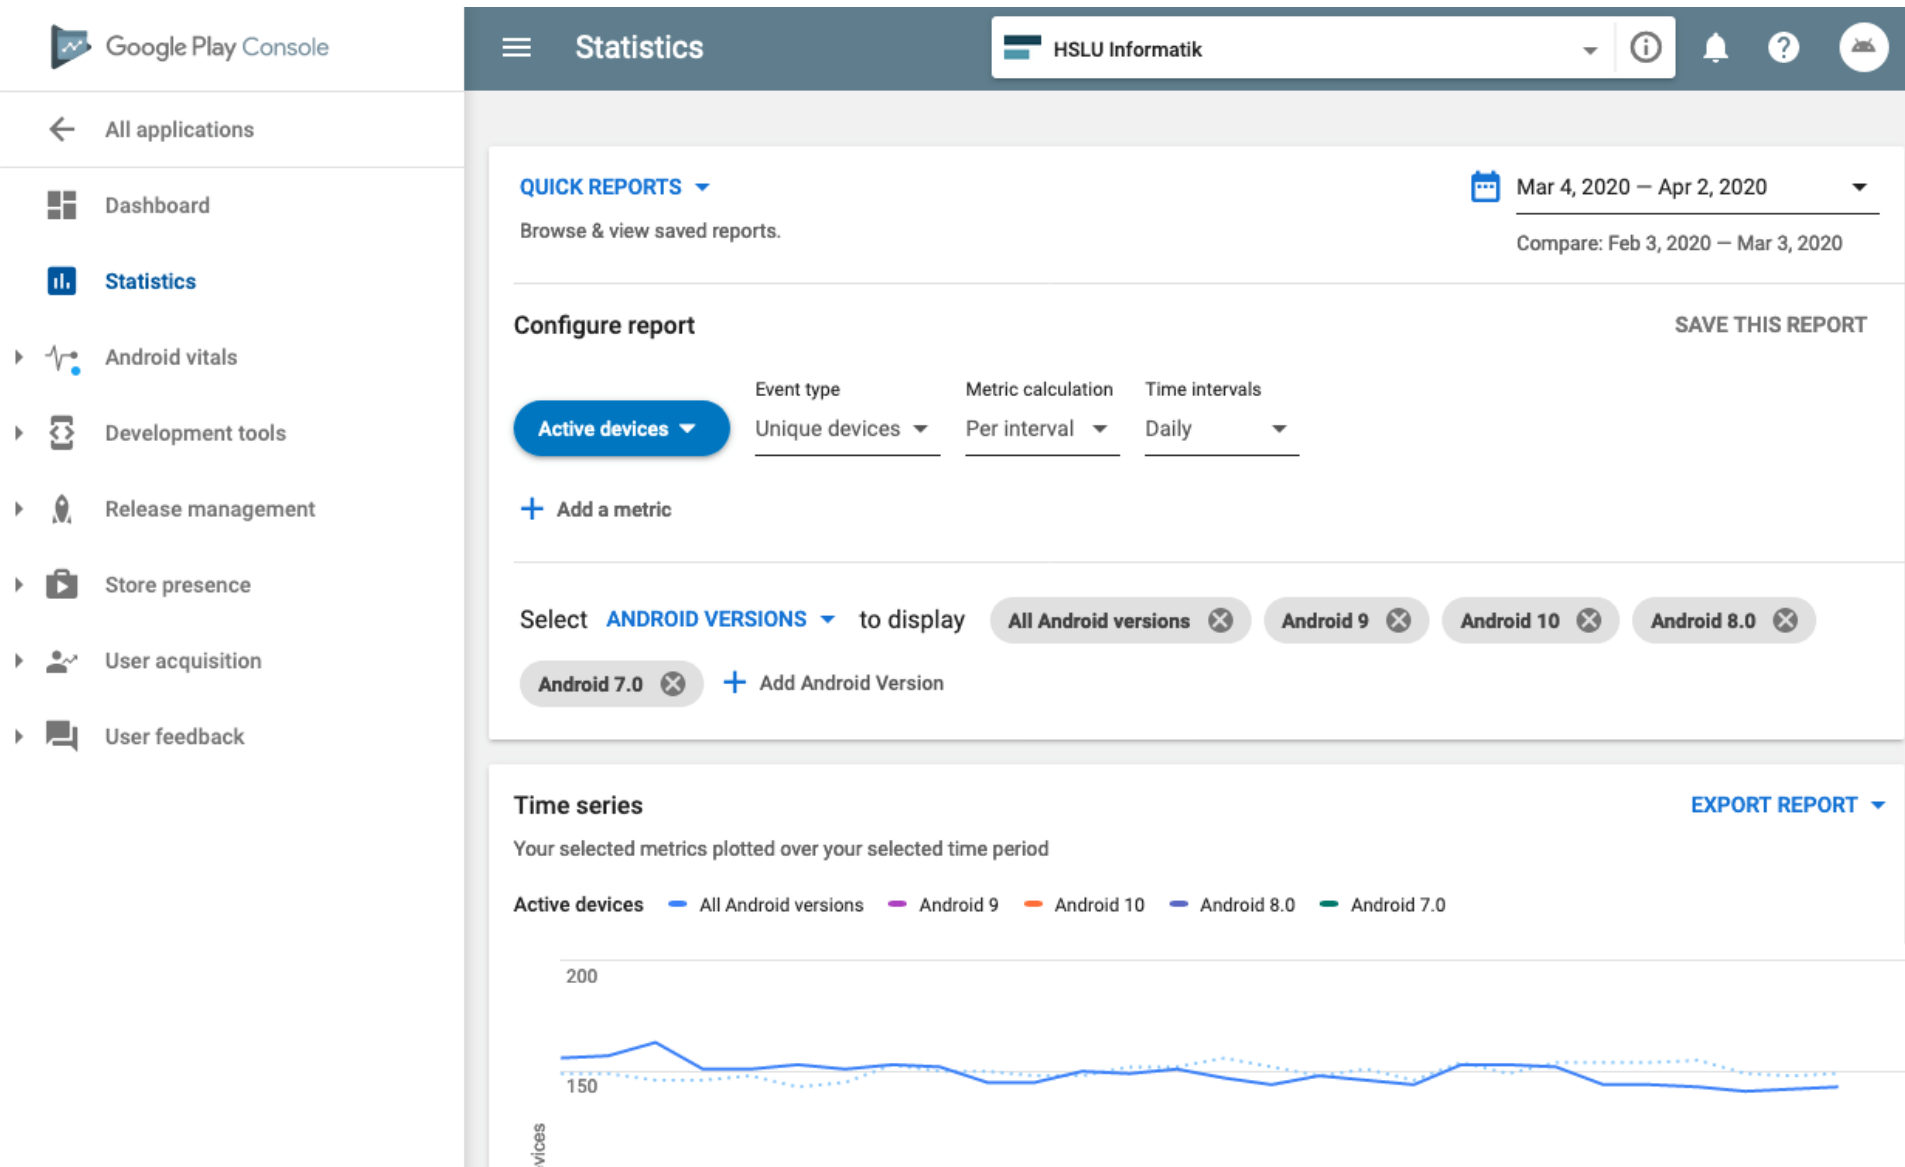 Google Play Console
Statistics
HSLU Informatik
All applications
Dashboard
Statistics
Android vitals
Development tools
Release management
Store presence
User acquisition
User feedback
QUICK REPORTS
Mar 4, 2020 – Apr 2, 2020
Browse & view saved reports.
Compare: Feb 3, 2020 – Mar 3, 2020
Configure report
SAVE THIS REPORT
Event type
Metric calculation
Time intervals
Active devices
Unique devices
Per interval
Daily
Add a metric
Select ANDROID VERSIONS to display
All Android versions
Android 9
Android 10
Android 8.0
Android 7.0
Add Android Version
Time series
EXPORT REPORT
Your selected metrics plotted over your selected time period
Active devices All Android versions Android 9 Android 10 Android 8.0 Android 7.0
200
150